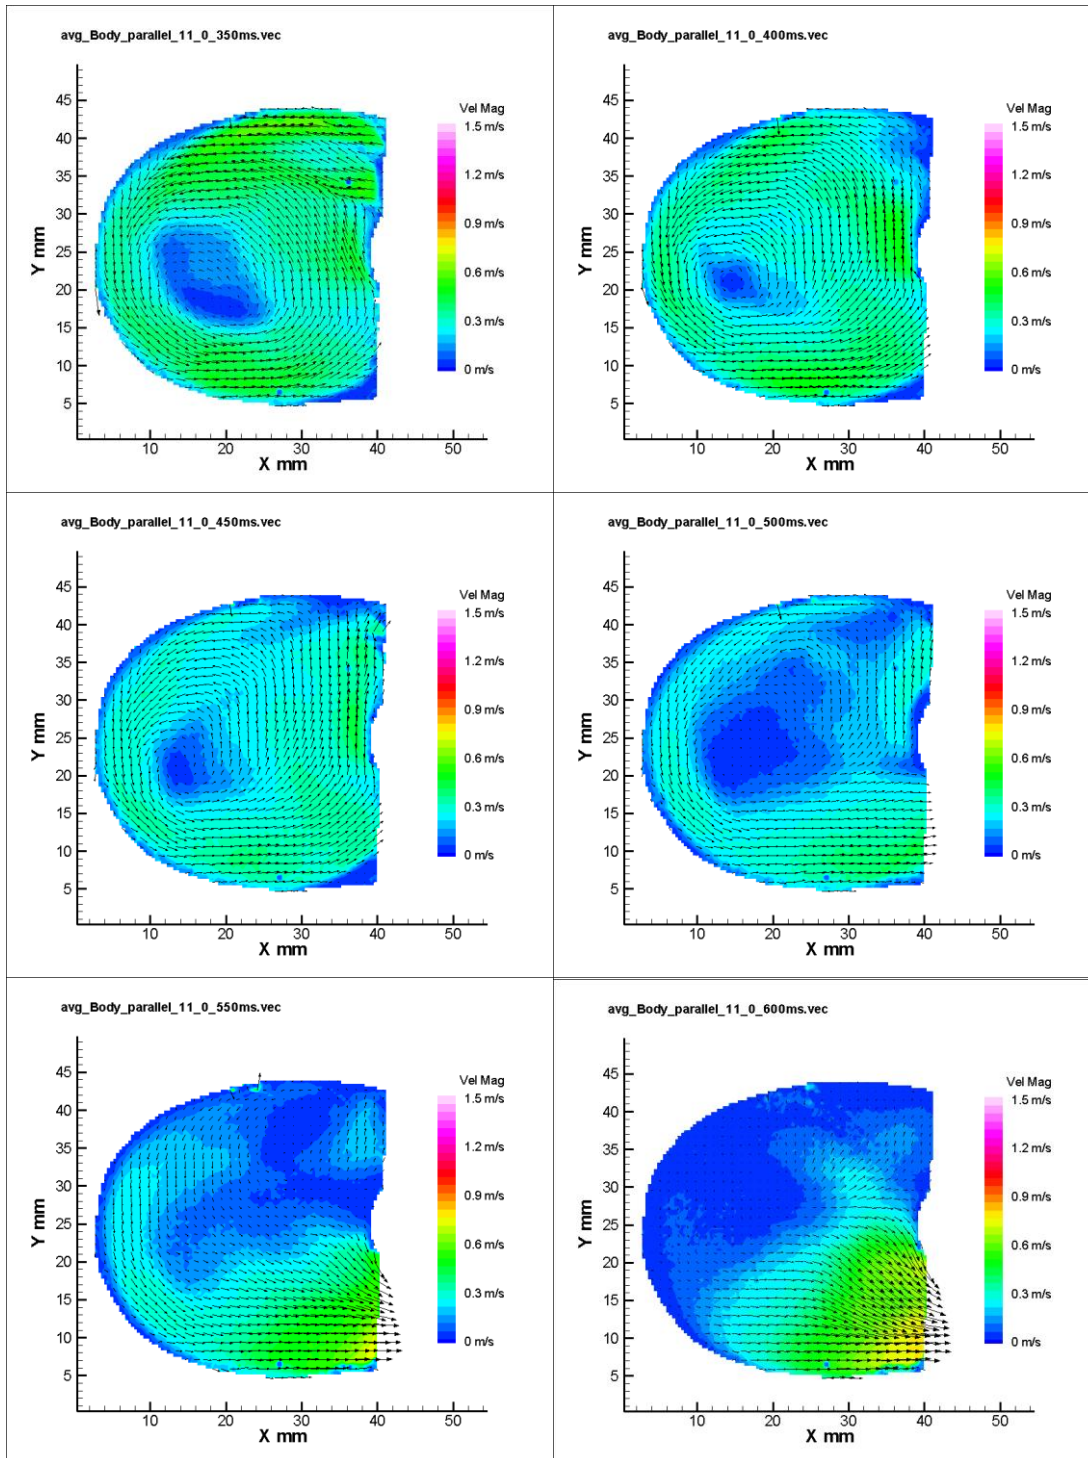 avg_Body_parallel_11_0_350ms.vec
Vel Mag
1.5 m/s
1.2 m/s
0.9 m/s
0.6 m/s
0.3 m/s
0 m/s
Y mm
45
40
35
30
25
20
15
10
5
10 20 30 40 50
X mm
avg_Body_parallel_11_0_400ms.vec
Vel Mag
1.5 m/s
1.2 m/s
0.9 m/s
0.6 m/s
0.3 m/s
0 m/s
Y mm
45
40
35
30
25
20
15
10
5
10 20 30 40 50
X mm
avg_Body_parallel_11_0_450ms.vec
Vel Mag
1.5 m/s
1.2 m/s
0.9 m/s
0.6 m/s
0.3 m/s
0 m/s
Y mm
45
40
35
30
25
20
15
10
5
10 20 30 40 50
X mm
avg_Body_parallel_11_0_500ms.vec
Vel Mag
1.5 m/s
1.2 m/s
0.9 m/s
0.6 m/s
0.3 m/s
0 m/s
Y mm
45
40
35
30
25
20
15
10
5
10 20 30 40 50
X mm
avg_Body_parallel_11_0_550ms.vec
Vel Mag
1.5 m/s
1.2 m/s
0.9 m/s
0.6 m/s
0.3 m/s
0 m/s
Y mm
45
40
35
30
25
20
15
10
5
10 20 30 40 50
X mm
avg_Body_parallel_11_0_600ms.vec
Vel Mag
1.5 m/s
1.2 m/s
0.9 m/s
0.6 m/s
0.3 m/s
0 m/s
Y mm
45
40
35
30
25
20
15
10
5
10 20 30 40 50
X mm